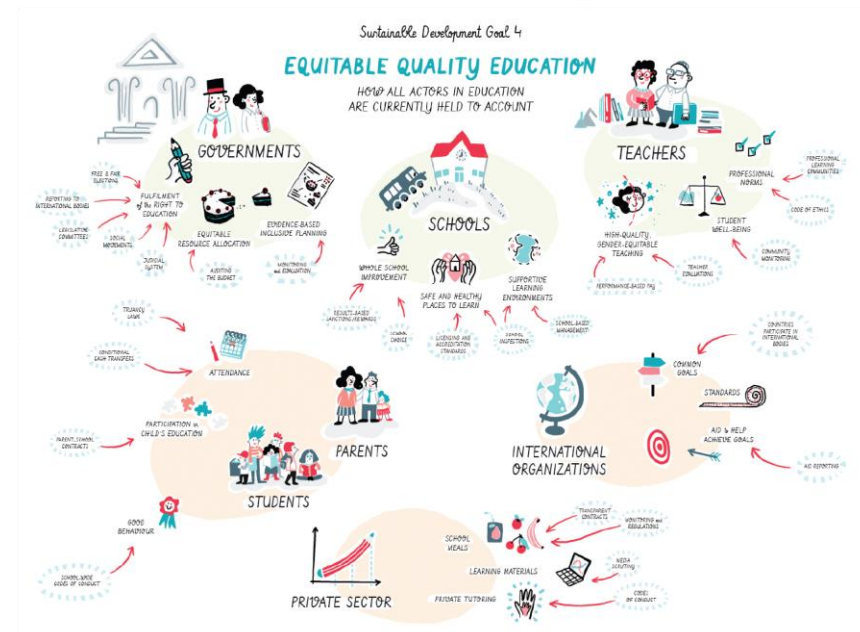 Sustainable Development Goal 4
EQUITABLE QUALITY EDUCATION
HOW ALL ACTORS IN EDUCATION
ARE CURRENTLY HELD TO ACCOUNT
GOVERNMENTS
FREE & FAIR
ELECTIONS
REPORTING TO
INTERNATIONAL BODIES
LEGISLATIVE
COMMITTEES
SOCIAL
MOVEMENTS
JUDICIAL
SYSTEM
FULFILMENT
of the RIGHT TO
EDUCATION
EQUITABLE
RESOURCE ALLOCATION
AUDITING
THE BUDGET
EVIDENCE-BASED
INCLUSIVE PLANNING
MONITORING and EVALUATION
SCHOOLS
WHOLE SCHOOL
IMPROVEMENT
SAFE AND HEALTHY
PLACES TO LEARN
SUPPORTIVE
LEARNING
ENVIRONMENTS
RESULTS-BASED
SANCTIONS/REWARDS
SCHOOL
CHOICE
LICENSING AND
ACCREDITATION
STANDARDS
SCHOOL
INSPECTIONS
SCHOOL-BASED
MANAGEMENT
TEACHERS
PROFESSIONAL
NORMS
PROFESSIONAL
LEARNING
COMMUNITIES
CODE OF ETHICS
HIGH-QUALITY,
GENDER-EQUITABLE
TEACHING
STUDENT
WELL-BEING
COMMUNITY
MONITORING
TEACHER
EVALUATIONS
PERFORMANCE-BASED PAY
TRUANCY
LAWS
CONDITIONAL
CASH TRANSFERS
ATTENDANCE
PARTICIPATION in
CHILD'S EDUCATION
PARENT, SCHOOL
CONTRACTS
PARENTS
STUDENTS
GOOD
BEHAVIOUR
SCHOOL-WIDE
CODES OF CONDUCT
INTERNATIONAL
ORGANIZATIONS
COMMON
GOALS
COUNTRIES
PARTICIPATE IN
INTERNATIONAL
BODIES
STANDARDS
AID to HELP
ACHIEVE GOALS
AID REPORTING
PRIVATE SECTOR
SCHOOL
MEALS
TRANSPARENT
CONTRACTS
MONITORING and
REGULATIONS
LEARNING MATERIALS
MEDIA
SCRUTINY
PRIVATE TUTORING
CODES
OF CONDUCT